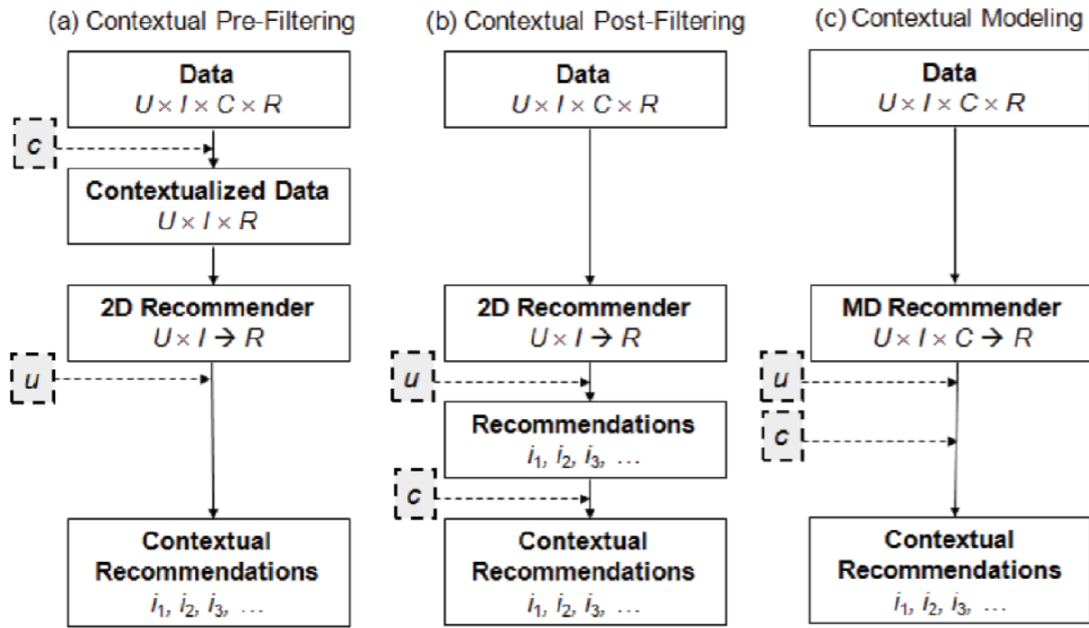 (a) Contextual Pre-Filtering
Data
U × I × C × R
c
Contextualized Data
U × I × R
2D Recommender
U × I → R
u
Contextual
Recommendations
i₁, i₂, i₃, …
(b) Contextual Post-Filtering
Data
U × I × C × R
2D Recommender
U × I → R
u
Recommendations
i₁, i₂, i₃, …
c
Contextual
Recommendations
i₁, i₂, i₃, …
(c) Contextual Modeling
Data
U × I × C × R
MD Recommender
U × I × C → R
u
c
Contextual
Recommendations
i₁, i₂, i₃, …